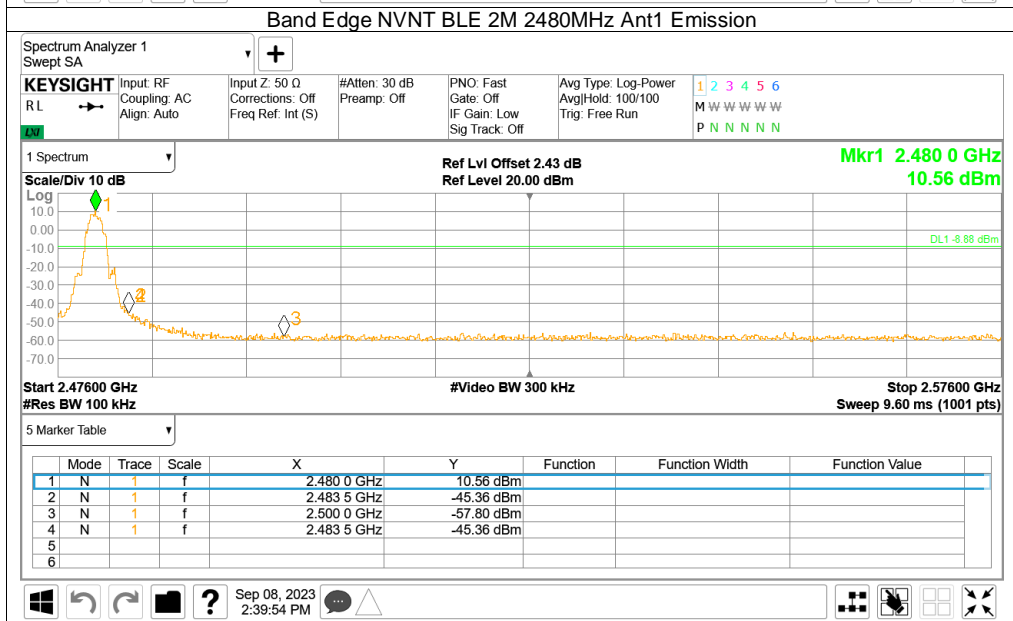 Band Edge NVNT BLE 2M 2480MHz Ant1 Emission
Spectrum Analyzer 1
Swept SA
+
KEYSIGHT Input: RF Input Z: 50 Ω #Atten: 30 dB PNO: Fast Avg Type: Log-Power 1 2 3 4 5 6
R L Coupling: AC Corrections: Off Preamp: Off Gate: Off Avg|Hold: 100/100 M W W W W W W
Align: Auto Freq Ref: Int (S) IF Gain: Low Trig: Free Run
LXI Sig Track: Off P N N N N N
1 Spectrum Ref Lvl Offset 2.43 dB Mkr1 2.480 0 GHz
Scale/Div 10 dB Ref Level 20.00 dBm 10.56 dBm
Log
1
10.0
0.00
DL1 -8.88 dBm
-10.0
-20.0
-30.0
-40.0
3
-50.0
-60.0
-70.0
Start 2.47600 GHz #Video BW 300 kHz Stop 2.57600 GHz
#Res BW 100 kHz Sweep 9.60 ms (1001 pts)
5 Marker Table
Mode Trace Scale X Y Function Function Width Function Value
1 N 1 f 2.480 0 GHz 10.56 dBm
2 N 1 f 2.483 5 GHz -45.36 dBm
3 N 1 f 2.500 0 GHz -57.80 dBm
4 N 1 f 2.483 5 GHz -45.36 dBm
5
6
? Sep 08, 2023
2:39:54 PM